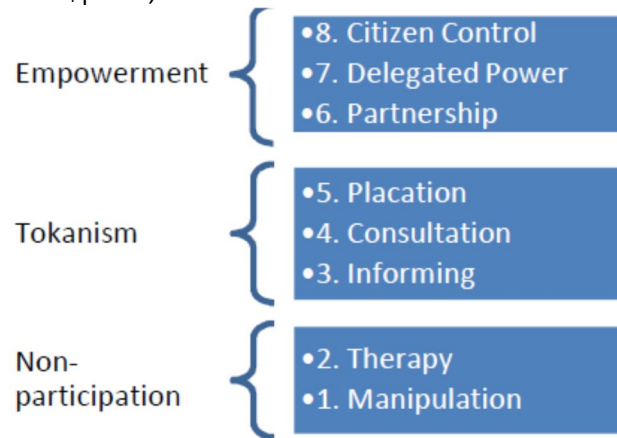 Empowerment
•8. Citizen Control
•7. Delegated Power
•6. Partnership
Tokanism
•5. Placation
•4. Consultation
•3. Informing
Non-
participation
•2. Therapy
•1. Manipulation